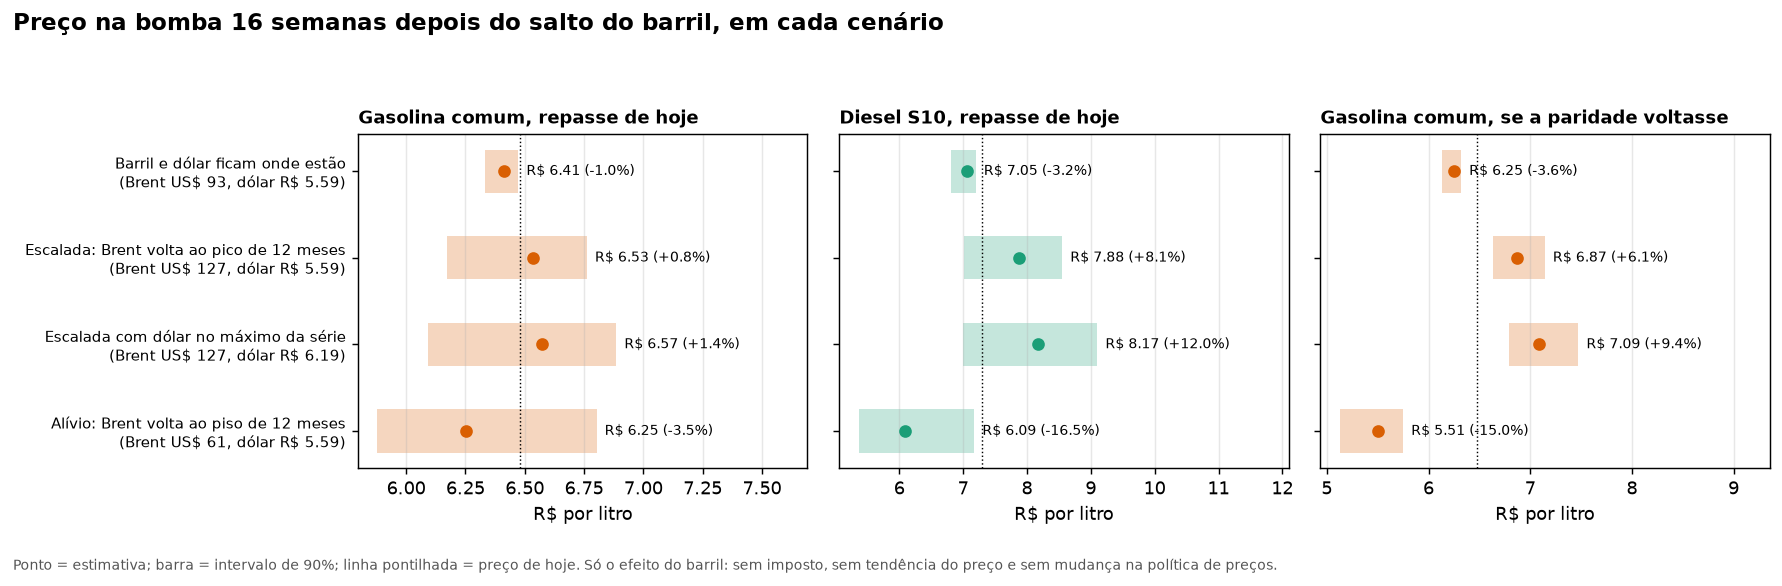 Preço na bomba 16 semanas depois do salto do barril, em cada cenário
Gasolina comum, repasse de hoje
Diesel S10, repasse de hoje
Gasolina comum, se a paridade voltasse
Barril e dólar ficam onde estão
(Brent US$ 93, dólar R$ 5.59)
R$ 6.41 (-1.0%)
R$ 7.05 (-3.2%)
R$ 6.25 (-3.6%)
Escalada: Brent volta ao pico de 12 meses
(Brent US$ 127, dólar R$ 5.59)
R$ 6.53 (+0.8%)
R$ 7.88 (+8.1%)
R$ 6.87 (+6.1%)
Escalada com dólar no máximo da série
(Brent US$ 127, dólar R$ 6.19)
R$ 6.57 (+1.4%)
R$ 8.17 (+12.0%)
R$ 7.09 (+9.4%)
Alívio: Brent volta ao piso de 12 meses
(Brent US$ 61, dólar R$ 5.59)
R$ 6.25 (-3.5%)
R$ 6.09 (-16.5%)
R$ 5.51 (-15.0%)
6.00 6.25 6.50 6.75 7.00 7.25 7.50
6 7 8 9 10 11 12
5 6 7 8 9
R$ por litro
R$ por litro
R$ por litro
Ponto = estimativa; barra = intervalo de 90%; linha pontilhada = preço de hoje. Só o efeito do barril: sem imposto, sem tendência do preço e sem mudança na política de preços.